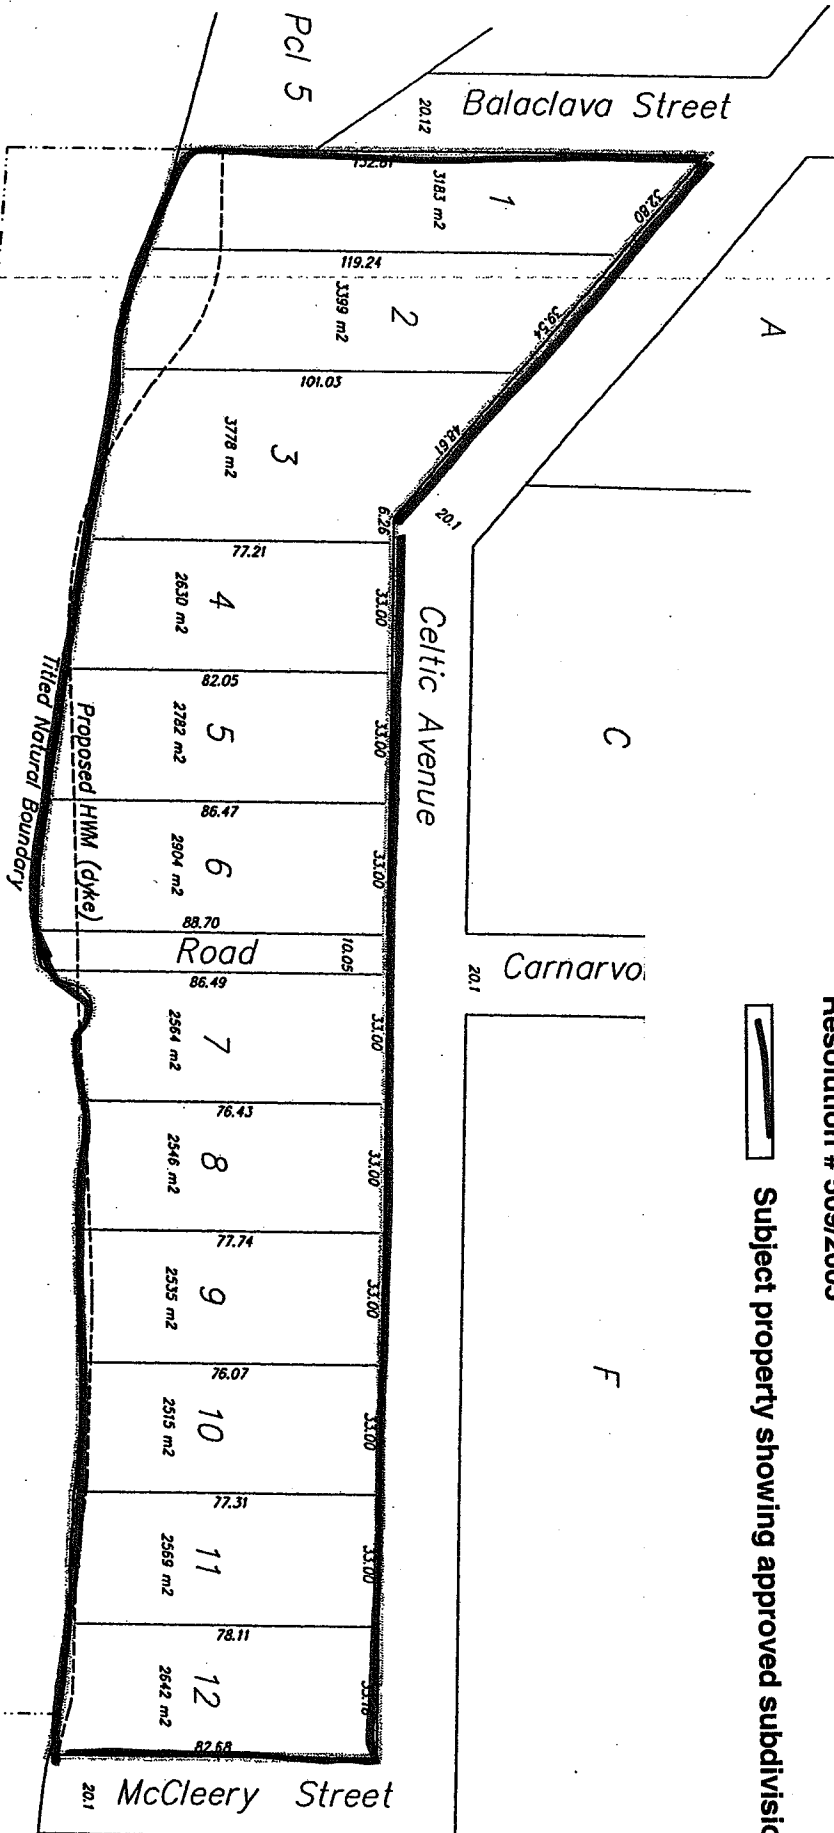 Subject property showing approved
Pcl 5
20.12
Balaclava Street
A
132.61
1
3183 m2
32.80
119.24
2
3399 m2
39.54
101.03
3
3778 m2
48.61
6.26
20.1
Celtic Avenue
C
77.21
4
2630 m2
33.00
82.05
5
2782 m2
33.00
86.47
6
2904 m2
33.00
88.70
Road
10.05
86.49
Carnarvo
20.1
7
2564 m2
33.00
76.43
8
2546 m2
33.00
77.74
9
2535 m2
33.00
F
76.07
10
2515 m2
33.00
77.31
11
2569 m2
33.00
78.11
12
2642 m2
82.68
McCleery Street
20.1
Proposed HWM (dyke)
Titled Natural Boundary